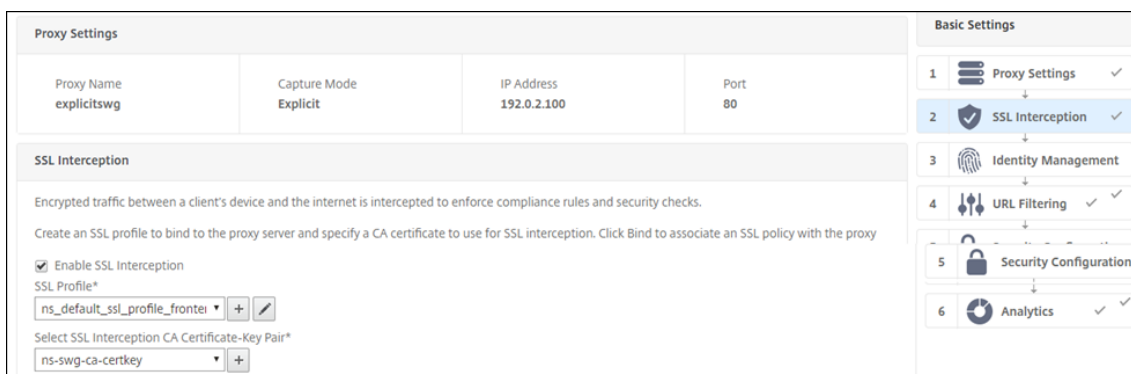 Proxy Settings
Proxy Name
explicitswg
Capture Mode
Explicit
IP Address
192.0.2.100
Port
80
SSL Interception
Encrypted traffic between a client's device and the internet is intercepted to enforce compliance rules and security checks.
Create an SSL profile to bind to the proxy server and specify a CA certificate to use for SSL interception. Click Bind to associate an SSL policy with the proxy
Enable SSL Interception
SSL Profile*
ns_default_ssl_profile_fronte
Select SSL Interception CA Certificate-Key Pair*
ns-swg-ca-certkey
Basic Settings
1 Proxy Settings
2 SSL Interception
3 Identity Management
4 URL Filtering
5 Security Configuration
6 Analytics